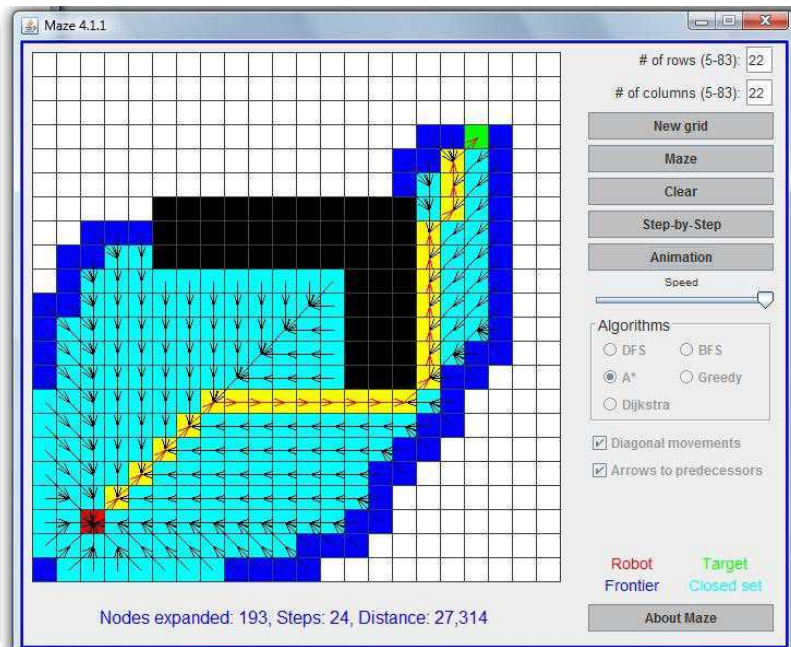 Maze 4.1.1
# of rows (5-83): 22
# of columns (5-83): 22
New grid
Maze
Clear
Step-by-Step
Animation
Speed
Algorithms
DFS BFS
A* Greedy
Dijkstra
Diagonal movements
Arrows to predecessors
Robot Target
Frontier Closed set
Nodes expanded: 193, Steps: 24, Distance: 27,314
About Maze